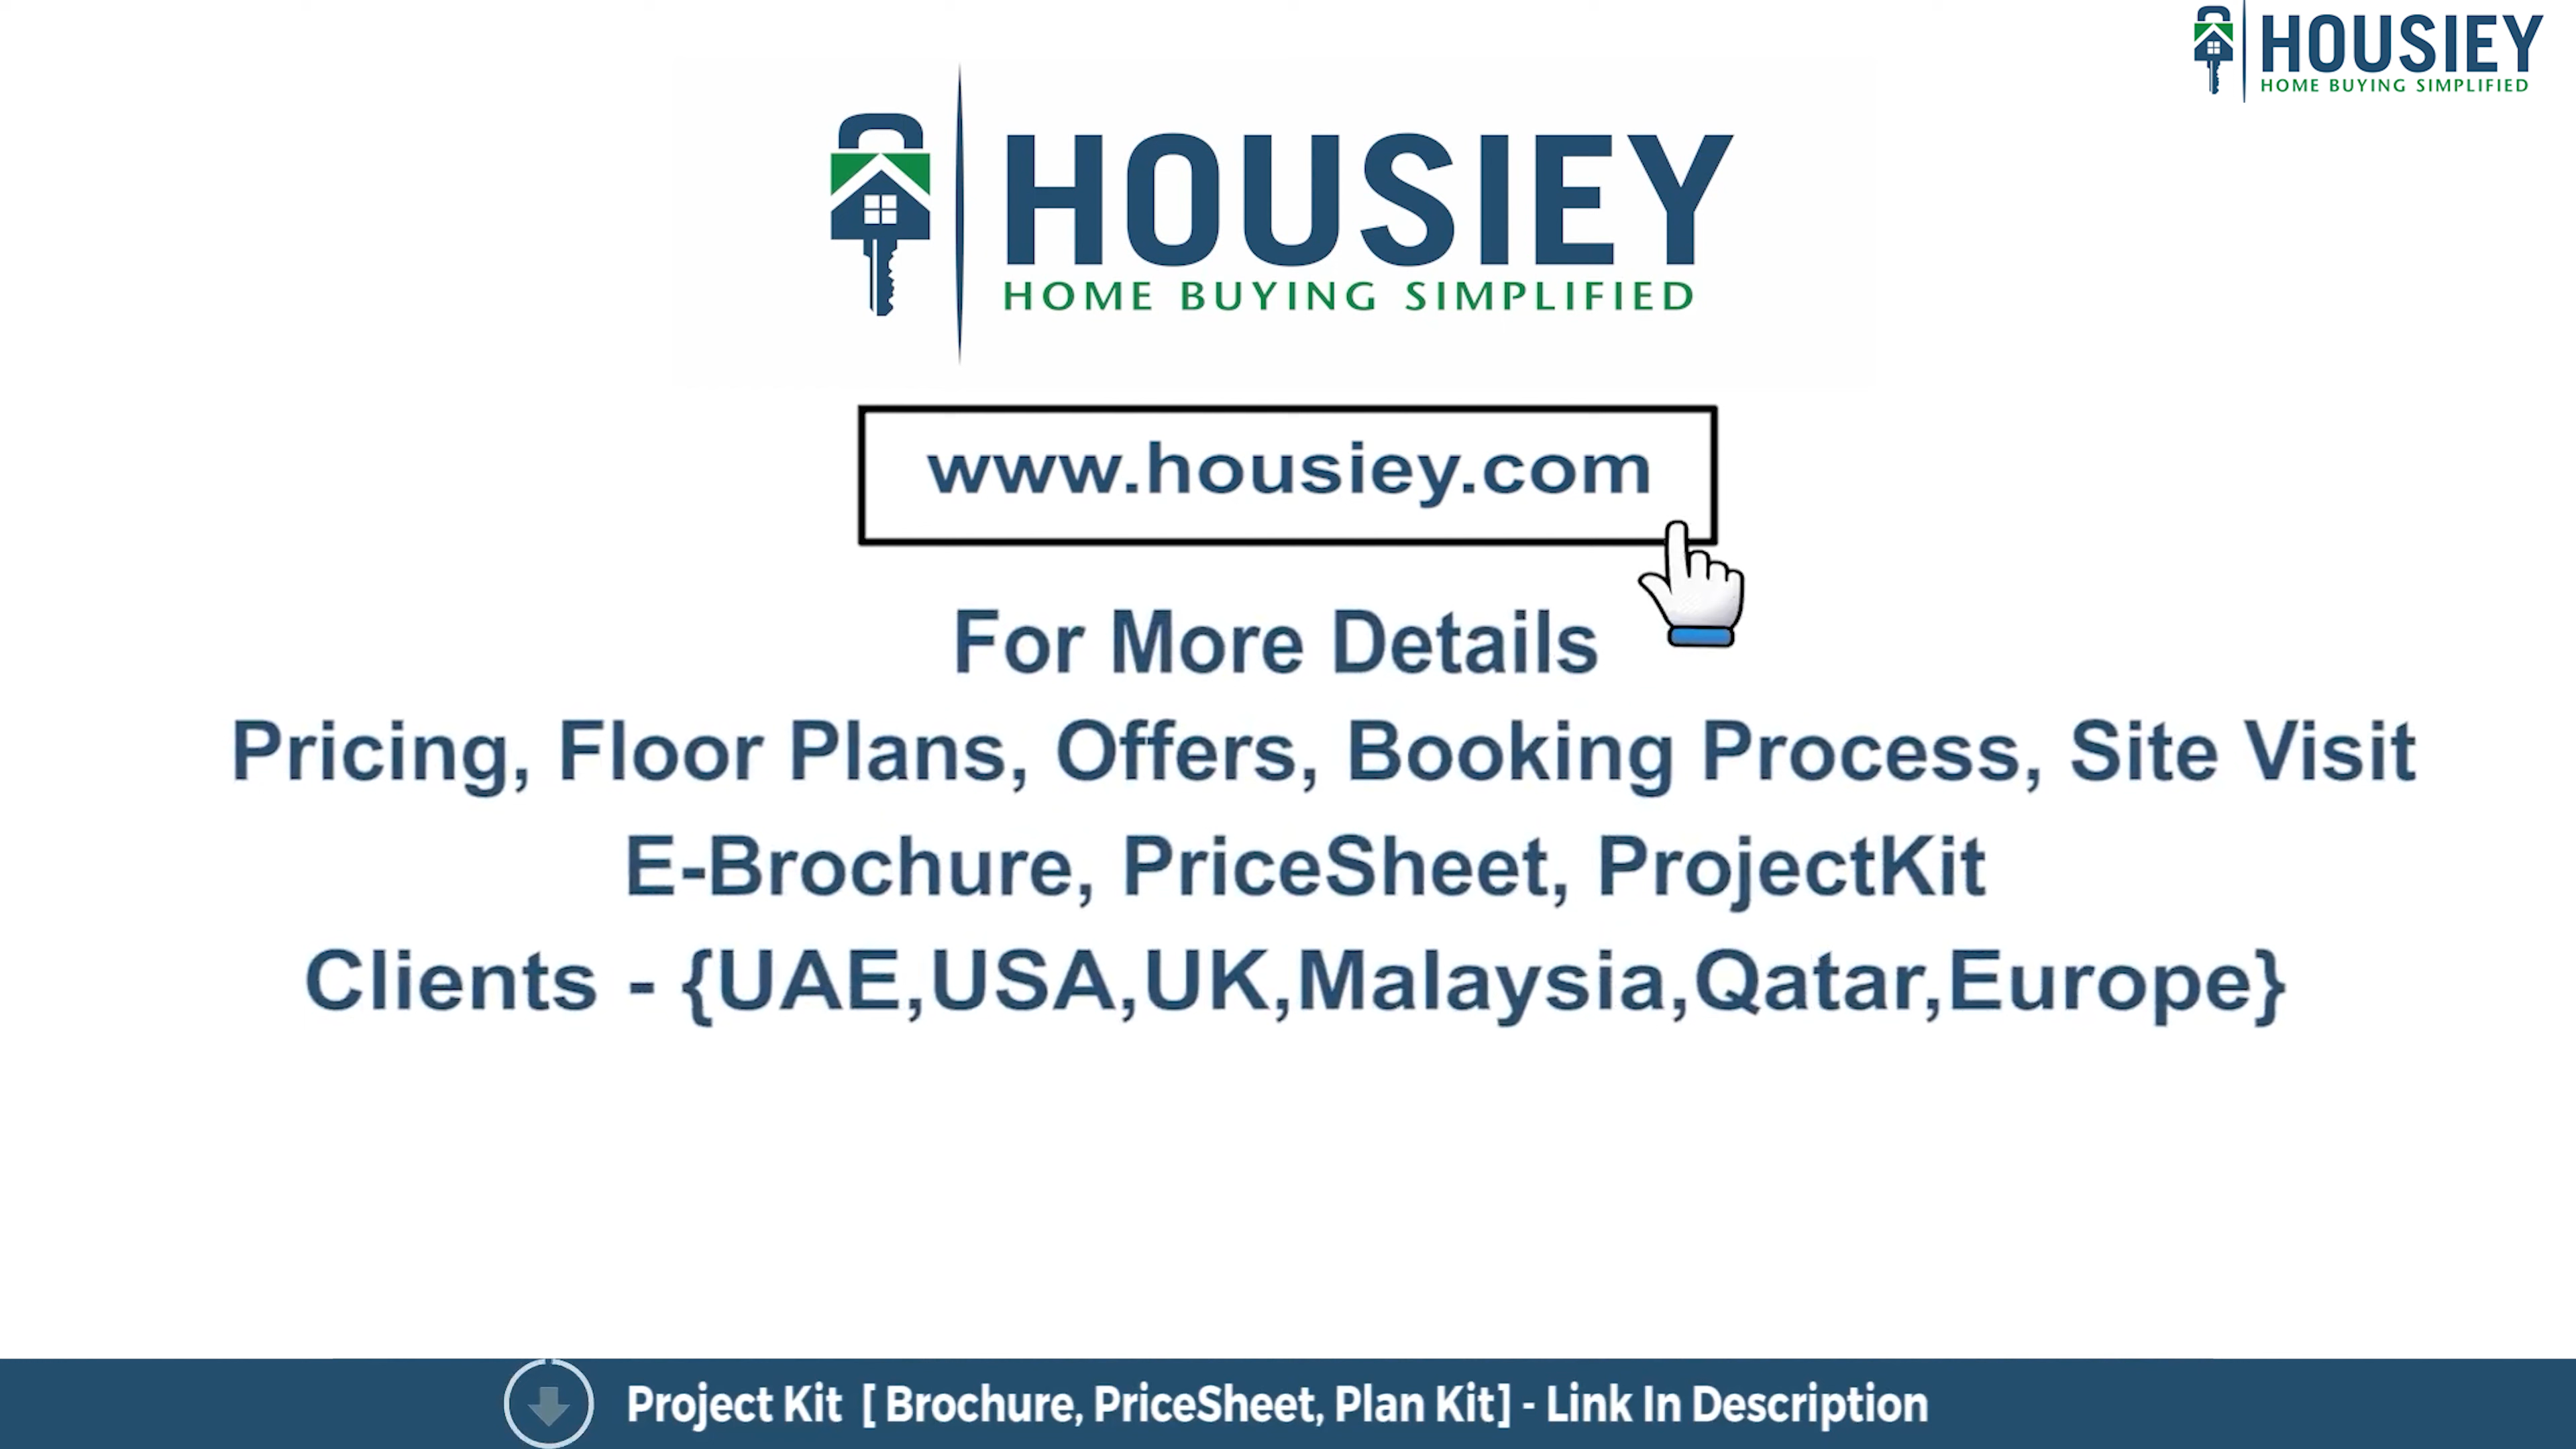 HOUSIEY
HOME BUYING SIMPLIFIED
HOUSIEY
HOME BUYING SIMPLIFIED
www.housiey.com
For More Details
Pricing, Floor Plans, Offers, Booking Process, Site Visit
E-Brochure, PriceSheet, ProjectKit
Clients - {UAE,USA,UK,Malaysia,Qatar,Europe}
Project Kit [ Brochure, PriceSheet, Plan Kit] - Link In Description